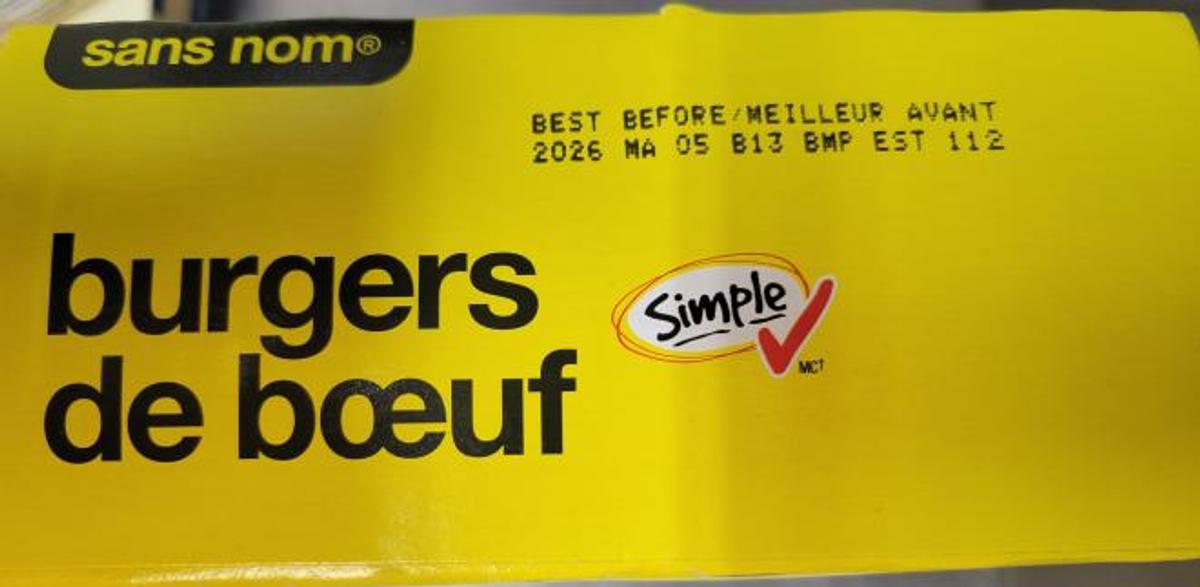 sans nom®
BEST BEFORE/MEILLEUR AVANT
2026 MA 05 B13 BMP EST 112
burgers
de bœuf
Simple
MC†